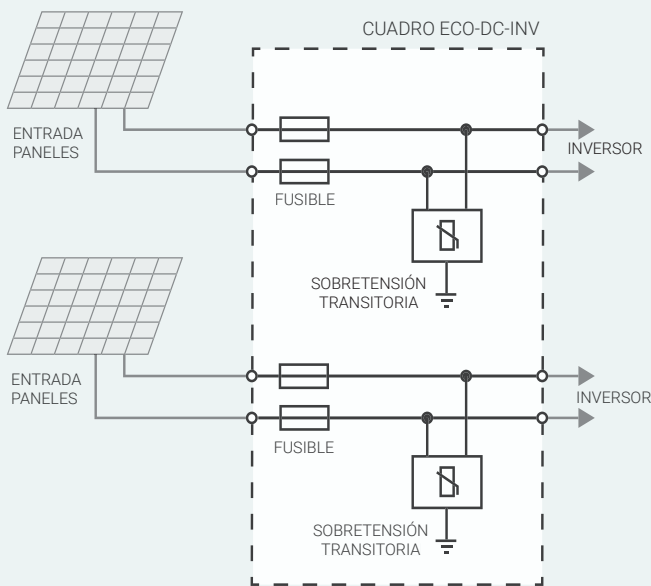 CUADRO ECO-DC-INV
ENTRADA
PANELES
INVERSOR
FUSIBLE
SOBRETENSIÓN
TRANSITORIA
ENTRADA
PANELES
INVERSOR
FUSIBLE
SOBRETENSIÓN
TRANSITORIA